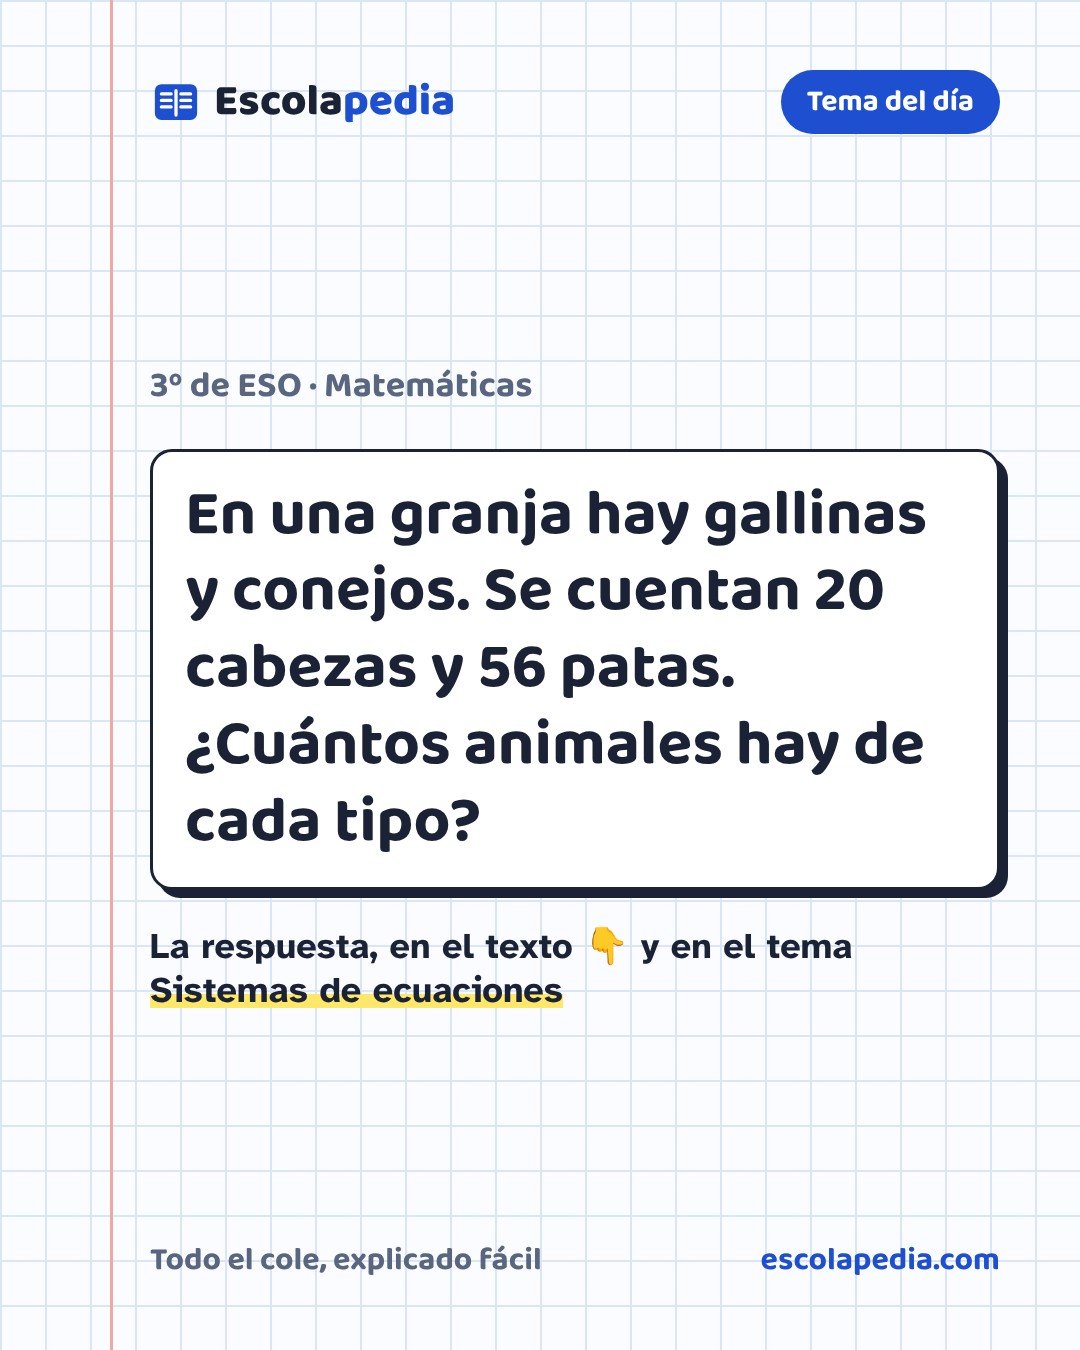 Escolapedia
Tema del día
3º de ESO · Matemáticas
En una granja hay gallinas
y conejos. Se cuentan 20
cabezas y 56 patas.
¿Cuántos animales hay de
cada tipo?
La respuesta, en el texto 👇 y en el tema
Sistemas de ecuaciones
Todo el cole, explicado fácil
escolapedia.com